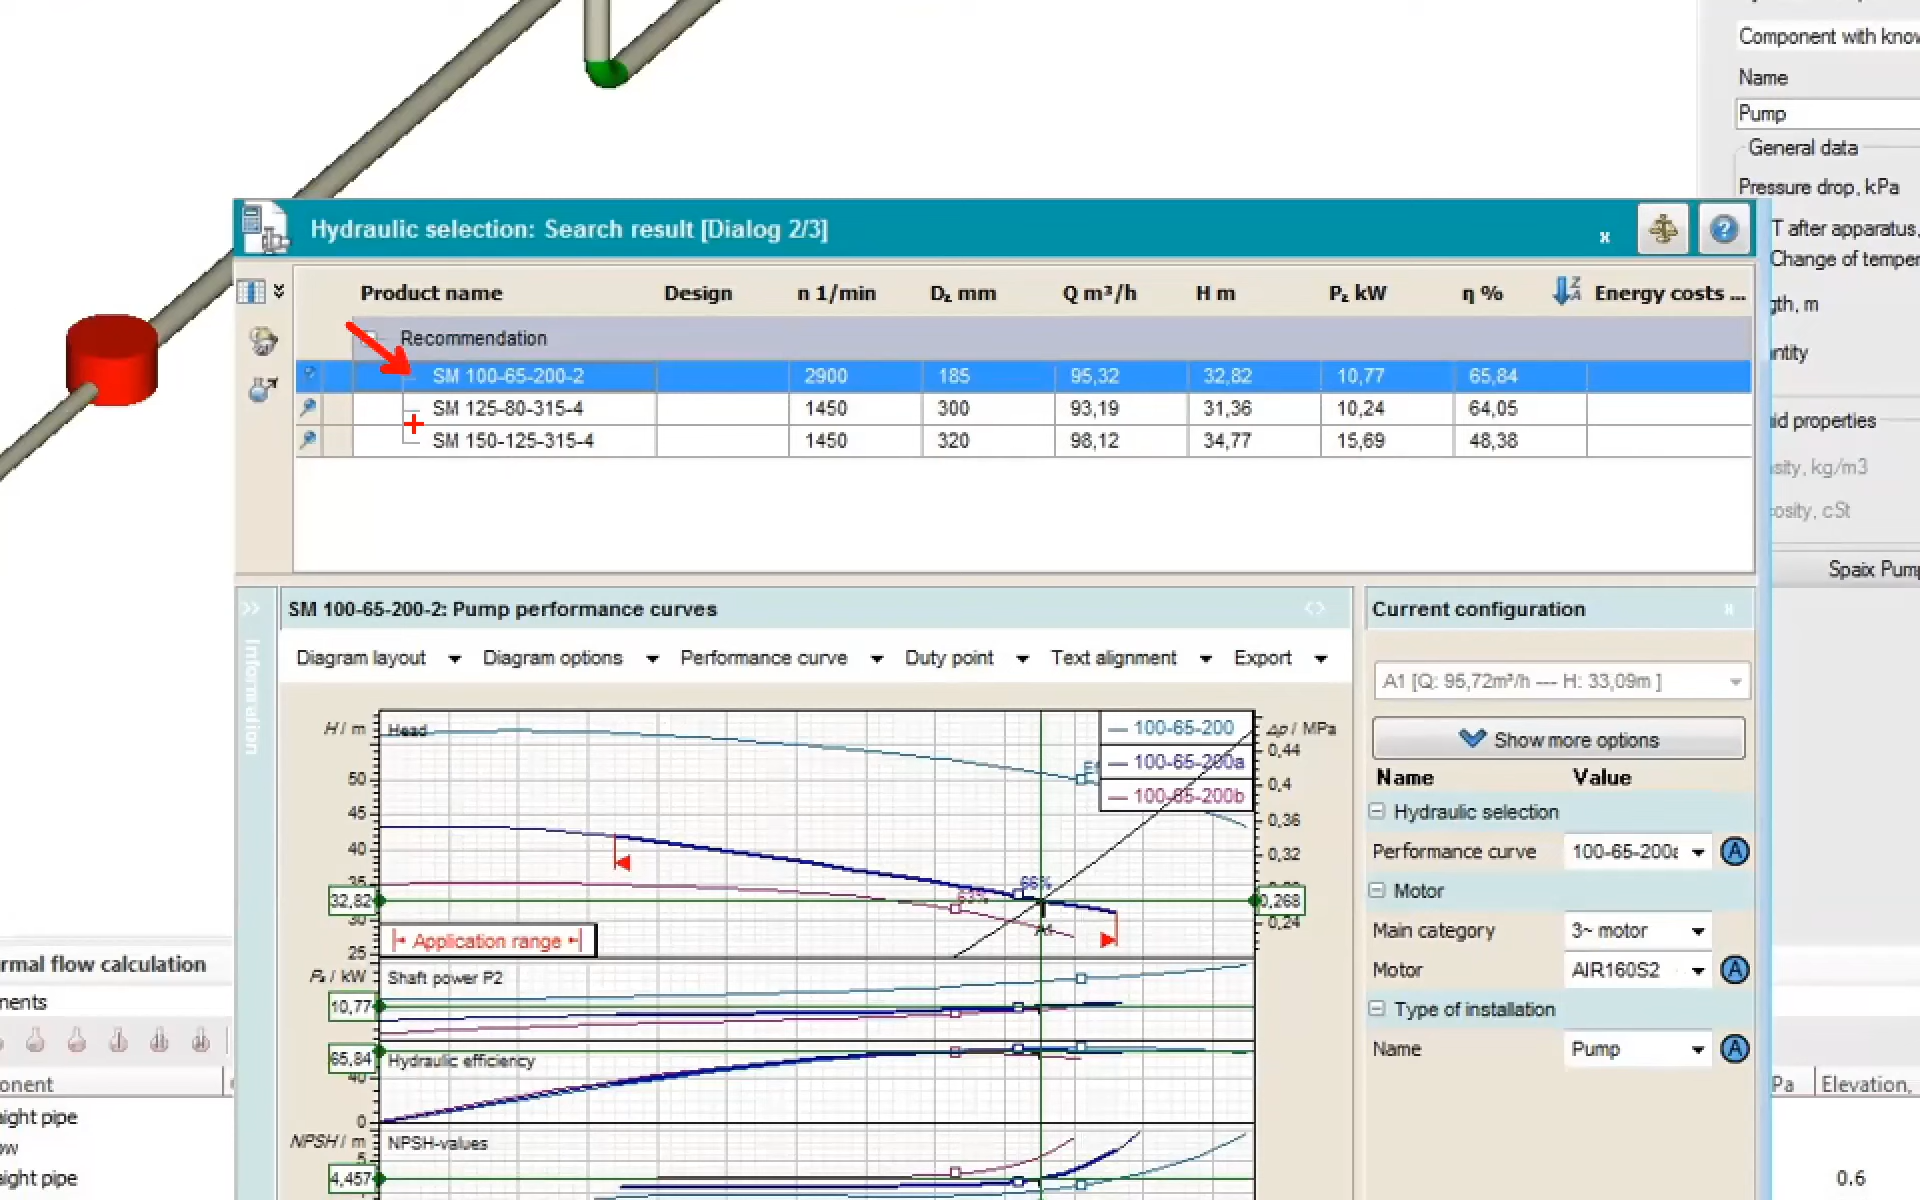 Component with know
Name
Pump
General data
Pressure drop, kPa
T after apparatus,
Change of temper
gth, m
ntity
id properties
sity, kg/m3
osity, cSt
Spaix Pump
Hydraulic selection: Search result [Dialog 2/3]
x
Product name Design n 1/min D₂ mm Q m³/h H m P₂ kW η % Energy costs ...
Recommendation
SM 100-65-200-2 2900 185 95,32 32,82 10,77 65,84
SM 125-80-315-4 1450 300 93,19 31,36 10,24 64,05
SM 150-125-315-4 1450 320 98,12 34,77 15,69 48,38
Information
SM 100-65-200-2: Pump performance curves
Diagram layout Diagram options Performance curve Duty point Text alignment Export
H / m
Head
100-65-200
100-65-200a
100-65-200b
Δp / MPa
0,44
0,4
0,36
0,32
0,268
0,24
50
45
40
35
32,82
30
25
66%
63%
A1
Application range
P₂ / kW
Shaft power P2
10,77
65,84
Hydraulic efficiency
40
0
NPSH / m
NPSH-values
5
4,457
Current configuration
x
A1 [Q: 95,72m³/h --- H: 33,09m ]
Show more options
Name Value
Hydraulic selection
Performance curve 100-65-200a
A
Motor
Main category 3~ motor
Motor AIR160S2
A
Type of installation
Name Pump
A
rmal flow calculation
nents
onent
aight pipe
ow
aight pipe
Pa Elevation,
0.6